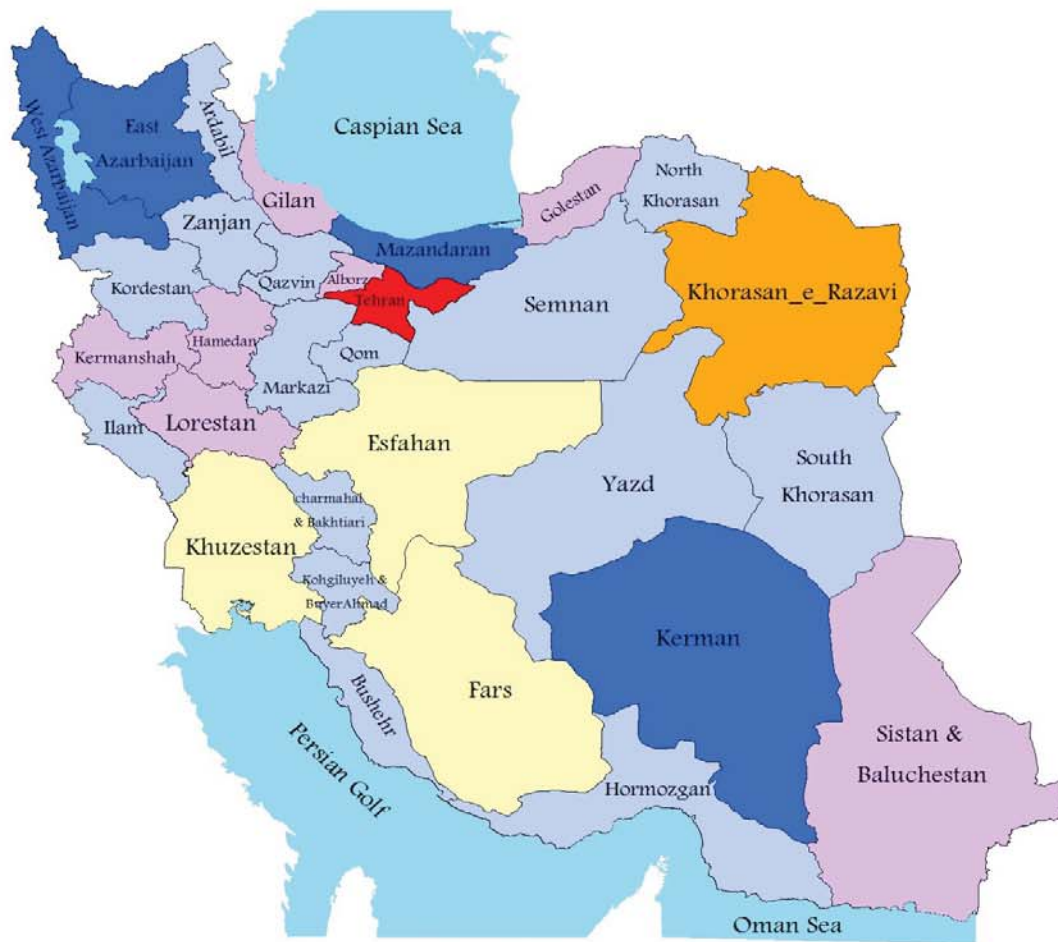 Caspian Sea
West Azarbaijan
East
Azarbaijan
Ardabil
Gilan
Zanjan
Mazandaran
Golestan
North
Khorasan
Kordestan
Qazvin
Alborz
Tehran
Semnan
Khorasan_e_Razavi
Kermanshah
Hamedan
Qom
Markazi
Ilam
Lorestan
Esfahan
Yazd
South
Khorasan
charmahal
& Bakhtiari
Khuzestan
Kohgiluyeh &
BuyerAhmad
Kerman
Fars
Bushehr
Persian Golf
Hormozgan
Sistan &
Baluchestan
Oman Sea